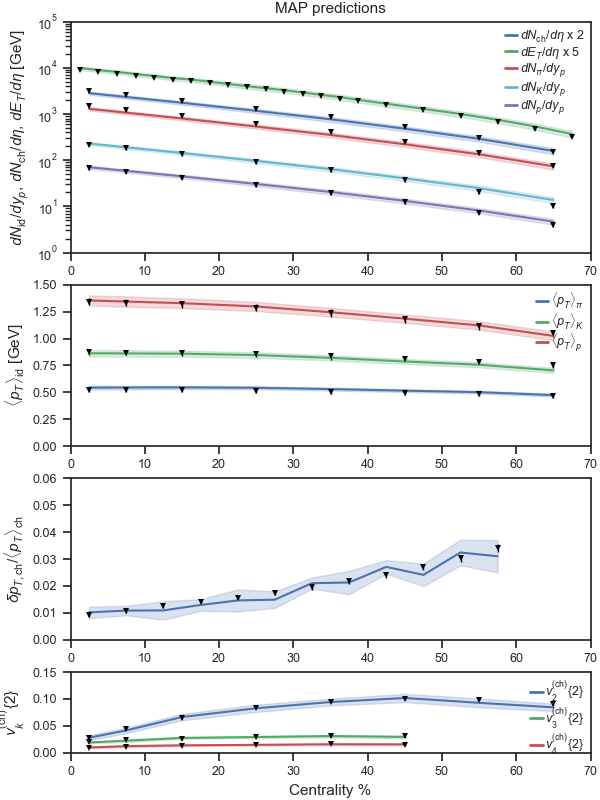 MAP predictions
dN_ch/dη x 2
dE_T/dη x 5
dN_π/dy_p
dN_K/dy_p
dN_p/dy_p
dN_id/dy_p, dN_ch/dη, dE_T/dη [GeV]
10^5
10^4
10^3
10^2
10^1
10^0
0 10 20 30 40 50 60 70
⟨p_T⟩_π
⟨p_T⟩_K
⟨p_T⟩_p
⟨p_T⟩_id [GeV]
1.50
1.25
1.00
0.75
0.50
0.25
0.00
0 10 20 30 40 50 60 70
δp_T,ch/⟨p_T⟩_ch
0.06
0.05
0.04
0.03
0.02
0.01
0.00
0 10 20 30 40 50 60 70
v_2^(ch){2}
v_3^(ch){2}
v_4^(ch){2}
v_k^(ch){2}
0.15
0.10
0.05
0.00
0 10 20 30 40 50 60 70
Centrality %